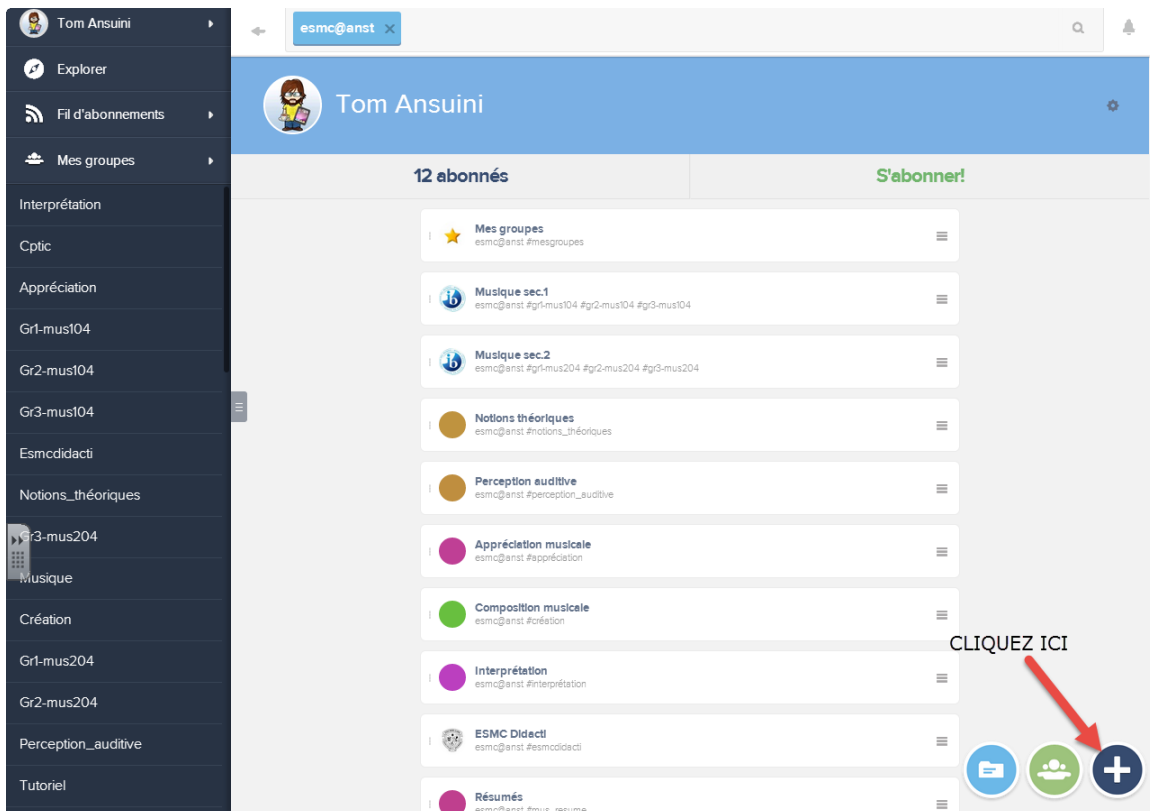 Tom Ansuini
Explorer
Fil d'abonnements
Mes groupes
Interprétation
Cptic
Appréciation
Gr1-mus104
Gr2-mus104
Gr3-mus104
Esmcdidacti
Notions_théoriques
Gr3-mus204
Musique
Création
Gr1-mus204
Gr2-mus204
Perception_auditive
Tutoriel
esmc@anst
Tom Ansuini
12 abonnés
S'abonner!
Mes groupes
esmc@anst #mesgroupes
Musique sec.1
esmc@anst #gr1-mus104 #gr2-mus104 #gr3-mus104
Musique sec.2
esmc@anst #gr1-mus204 #gr2-mus204 #gr3-mus204
Notions théoriques
esmc@anst #notions_théoriques
Perception auditive
esmc@anst #perception_auditive
Appréciation musicale
esmc@anst #appréciation
Composition musicale
esmc@anst #création
Interprétation
esmc@anst #interprétation
ESMC Didacti
esmc@anst #esmcdidacti
Résumés
esmc@anst #mus_resume
CLIQUEZ ICI